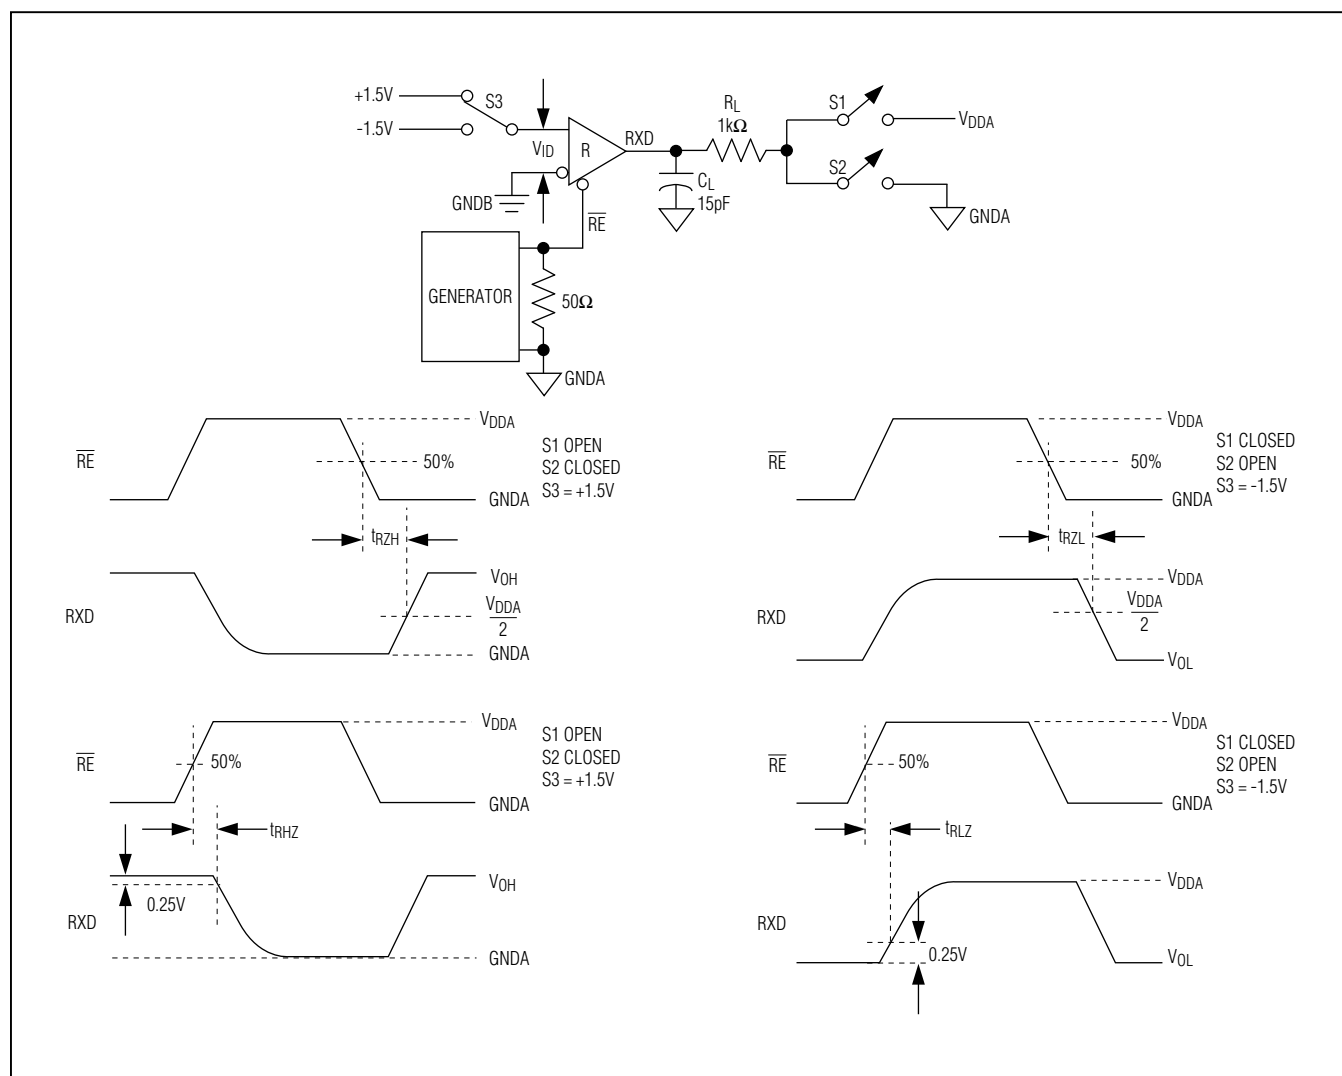 +1.5V
S3
-1.5V
VID
R
RXD
RL
1kΩ
S1
VDDA
S2
CL
15pF
GNDA
GNDB
RE
GENERATOR
50Ω
GNDA
RE
VDDA
50%
GNDA
S1 OPEN
S2 CLOSED
S3 = +1.5V
tRZH
RXD
VOH
VDDA
2
GNDA
RE
VDDA
50%
GNDA
S1 CLOSED
S2 OPEN
S3 = -1.5V
tRZL
RXD
VDDA
VDDA
2
VOL
RE
VDDA
50%
GNDA
S1 OPEN
S2 CLOSED
S3 = +1.5V
tRHZ
RXD
0.25V
VOH
GNDA
RE
VDDA
50%
GNDA
S1 CLOSED
S2 OPEN
S3 = -1.5V
tRLZ
RXD
VDDA
0.25V
VOL